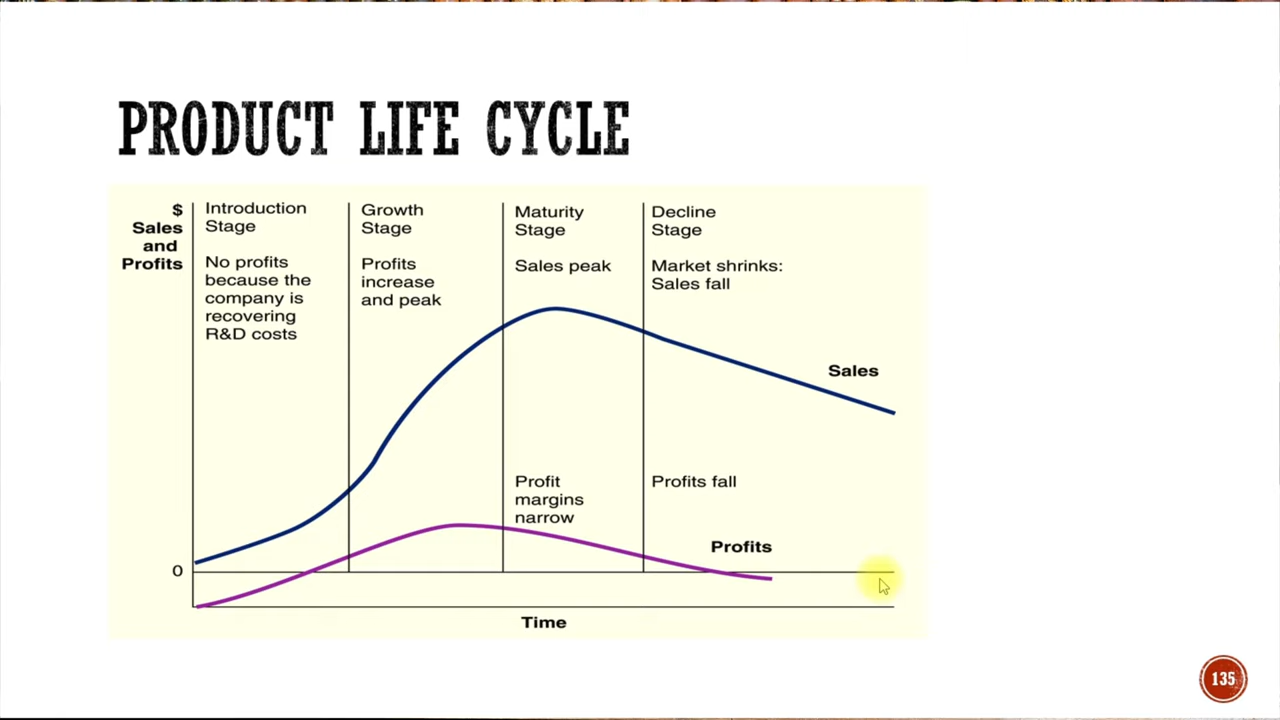 PRODUCT LIFE CYCLE
$
Sales
and
Profits
Introduction
Stage
No profits
because the
company is
recovering
R&D costs
Growth
Stage
Profits
increase
and peak
Maturity
Stage
Sales peak
Decline
Stage
Market shrinks:
Sales fall
Sales
Profit
margins
narrow
Profits fall
Profits
0
Time
135